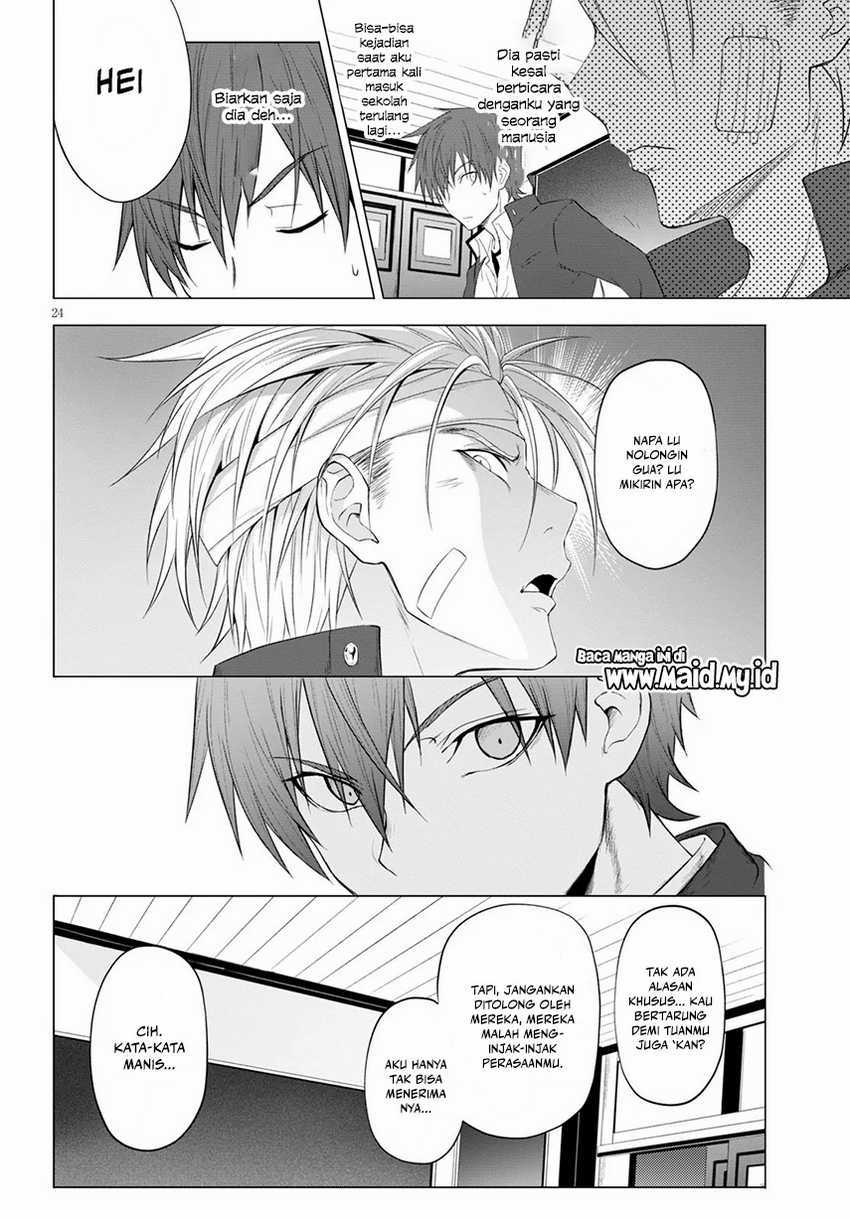 Dia pasti
kesal
berbicara
denganku yang
seorang
manusia
Bisa-bisa
kejadian
saat aku
pertama kali
masuk
sekolah
terulang
lagi...
Biarkan saja
dia deh...
HEI
24
NAPA LU
NOLONGIN
GUA? LU
MIKIRIN APA?
Baca Manga ini di
www.Maid.My.id
TAK ADA
ALASAN
KHUSUS... KAU
BERTARUNG
DEMI TUANMU
JUGA 'KAN?
TAPI, JANGANKAN
DITOLONG OLEH
MEREKA, MEREKA
MALAH MENG-
INJAK-INJAK
PERASAANMU.
AKU HANYA
TAK BISA
MENERIMA
NYA...
CIH.
KATA-KATA
MANIS...